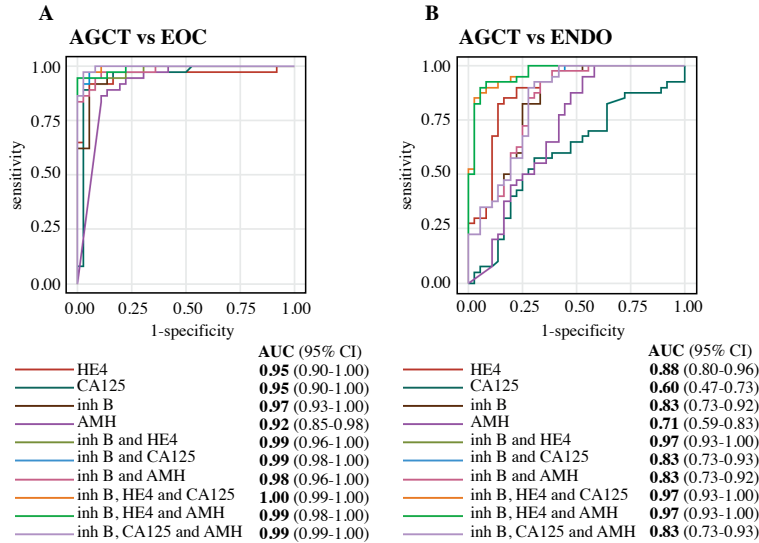 A
AGCT vs EOC
1.00
0.75
0.50
0.25
0.00
sensitivity
0.00 0.25 0.50 0.75 1.00
1-specificity
AUC (95% CI)
HE4 0.95 (0.90-1.00)
CA125 0.95 (0.90-1.00)
inh B 0.97 (0.93-1.00)
AMH 0.92 (0.85-0.98)
inh B and HE4 0.99 (0.96-1.00)
inh B and CA125 0.99 (0.98-1.00)
inh B and AMH 0.98 (0.96-1.00)
inh B, HE4 and CA125 1.00 (0.99-1.00)
inh B, HE4 and AMH 0.99 (0.98-1.00)
inh B, CA125 and AMH 0.99 (0.99-1.00)
B
AGCT vs ENDO
1.00
0.75
0.50
0.25
0.00
sensitivity
0.00 0.25 0.50 0.75 1.00
1-specificity
AUC (95% CI)
HE4 0.88 (0.80-0.96)
CA125 0.60 (0.47-0.73)
inh B 0.83 (0.73-0.92)
AMH 0.71 (0.59-0.83)
inh B and HE4 0.97 (0.93-1.00)
inh B and CA125 0.83 (0.73-0.93)
inh B and AMH 0.83 (0.73-0.92)
inh B, HE4 and CA125 0.97 (0.93-1.00)
inh B, HE4 and AMH 0.97 (0.93-1.00)
inh B, CA125 and AMH 0.83 (0.73-0.93)